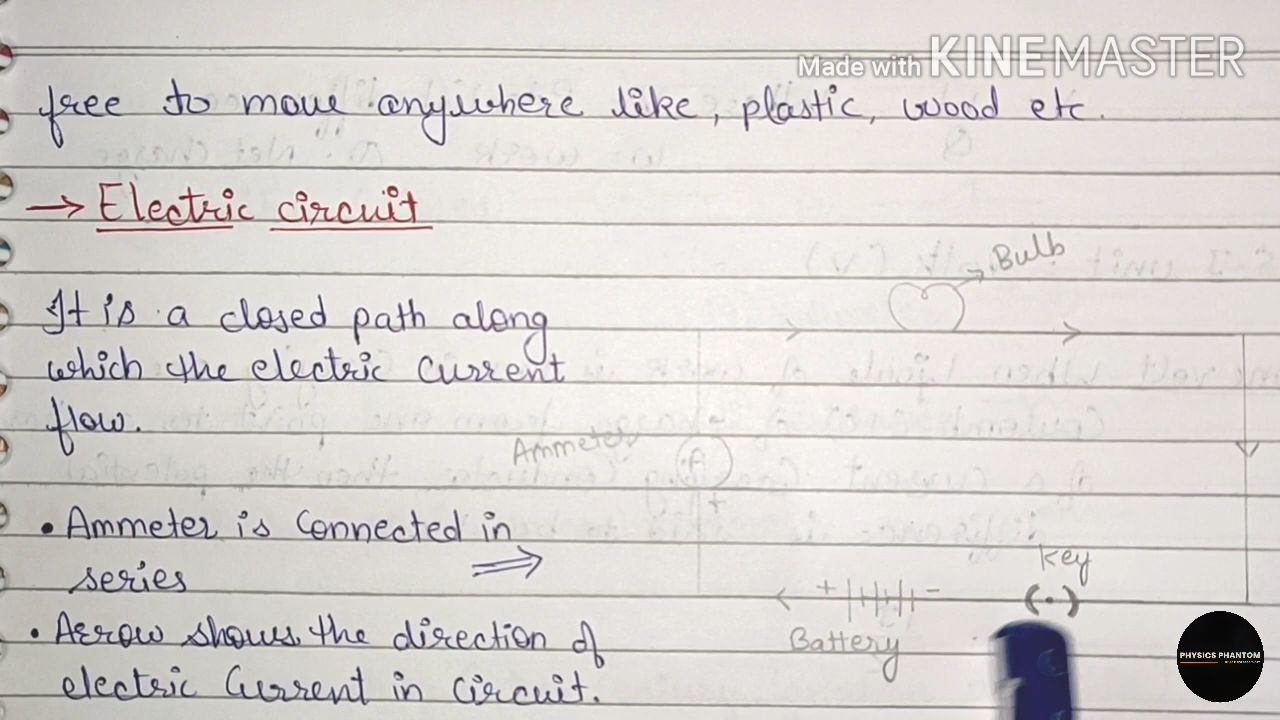 Made with KINEMASTER
free to move anywhere like, plastic, wood etc.
→ Electric circuit
Bulb
It is a closed path along
which the electric current
flow.
Ammeter
A
-
+
• Ammeter is Connected in
series
Key
+ -
(·)
Battery
• Arrow shows the direction of
electric Current in circuit.
PHYSICS PHANTOM